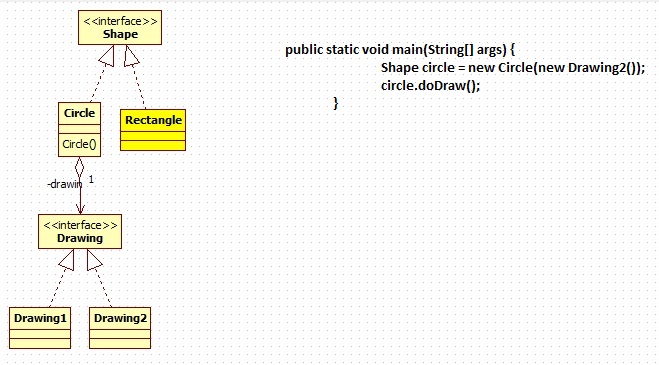 <<interface>>
Shape
public static void main(String[] args) {
Shape circle = new Circle(new Drawing2());
circle.doDraw();
}
Circle
Circle()
Rectangle
-drawin
1
<<interface>>
Drawing
Drawing1
Drawing2